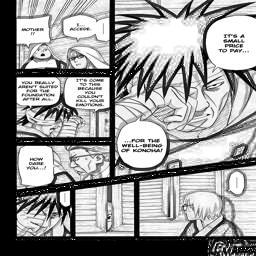 IT'S A
SMALL
PRICE
TO PAY...
I...
ACCEDE.
MOTHER
!!
...FOR THE
WELL-BEING
OF KONOHA!
I'VE COME
TO THIS
BECAUSE
YOU
COULDN'T
KILL YOUR
EMOTIONS.
YOU REALLY
AREN'T SUITED
FOR THE
FOUNDATION
AFTER ALL.
HOW
DARE
YOU...!